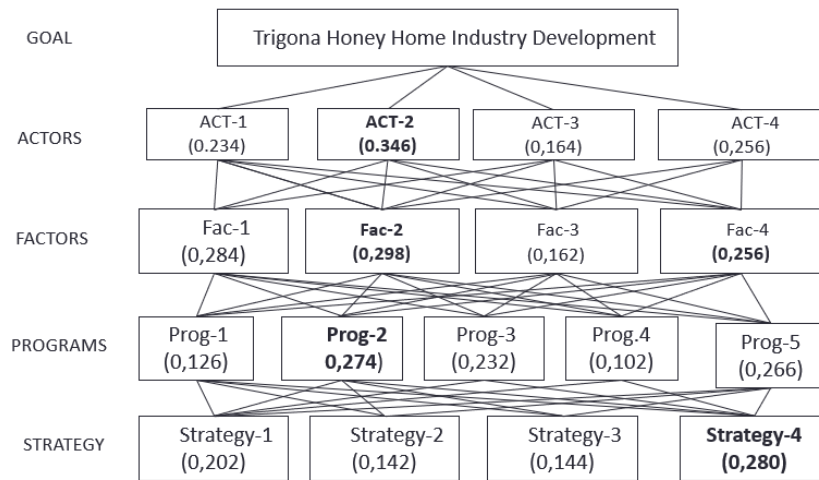 GOAL
Trigona Honey Home Industry Development
ACTORS
ACT-1
(0.234)
ACT-2
(0.346)
ACT-3
(0,164)
ACT-4
(0,256)
FACTORS
Fac-1
(0,284)
Fac-2
(0,298)
Fac-3
(0,162)
Fac-4
(0,256)
PROGRAMS
Prog-1
(0,126)
Prog-2
0,274)
Prog-3
(0,232)
Prog.4
(0,102)
Prog-5
(0,266)
STRATEGY
Strategy-1
(0,202)
Strategy-2
(0,142)
Strategy-3
(0,144)
Strategy-4
(0,280)